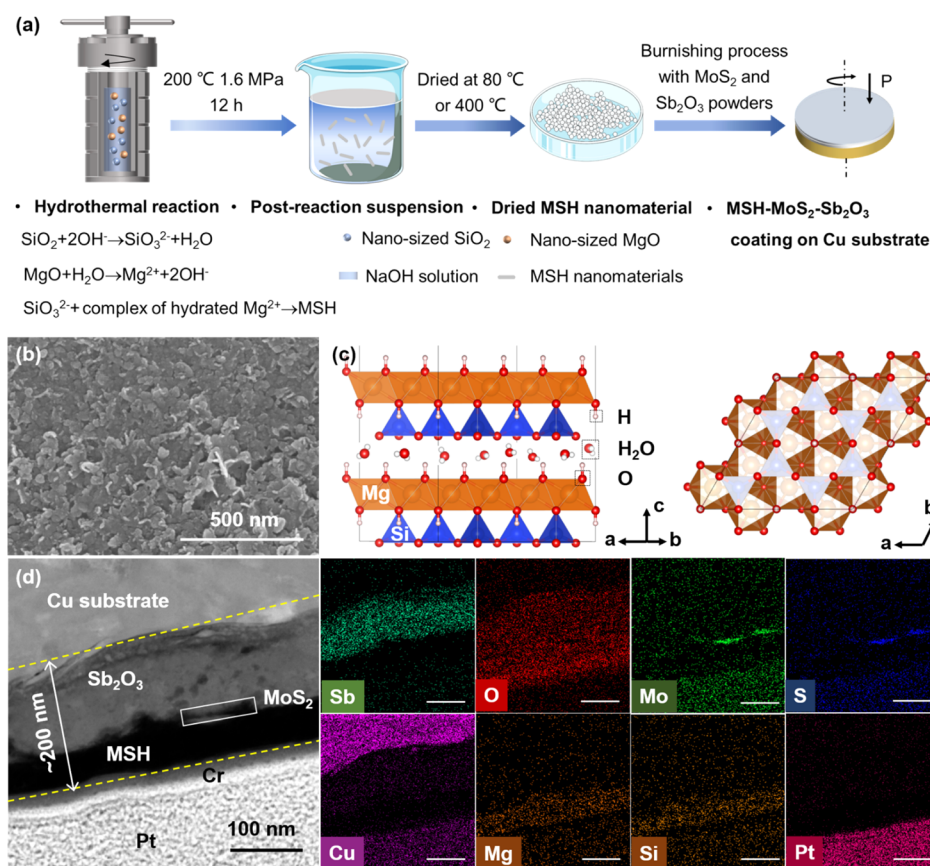 (a)
200 ℃ 1.6 MPa
12 h
Dried at 80 ℃
or 400 ℃
Burnishing process
with MoS₂ and
Sb₂O₃ powders
P
• Hydrothermal reaction • Post-reaction suspension • Dried MSH nanomaterial • MSH-MoS₂-Sb₂O₃
coating on Cu substrate
SiO₂+2OH⁻→SiO₃²⁻+H₂O
Nano-sized SiO₂
Nano-sized MgO
MgO+H₂O→Mg²⁺+2OH⁻
NaOH solution
MSH nanomaterials
SiO₃²⁻+ complex of hydrated Mg²⁺→MSH
(b)
500 nm
(c)
H
H₂O
O
Mg
Si
c
a
b
b
a
(d)
Cu substrate
Sb₂O₃
MoS₂
~200 nm
MSH
Cr
Pt
100 nm
Sb
O
Mo
S
Cu
Mg
Si
Pt